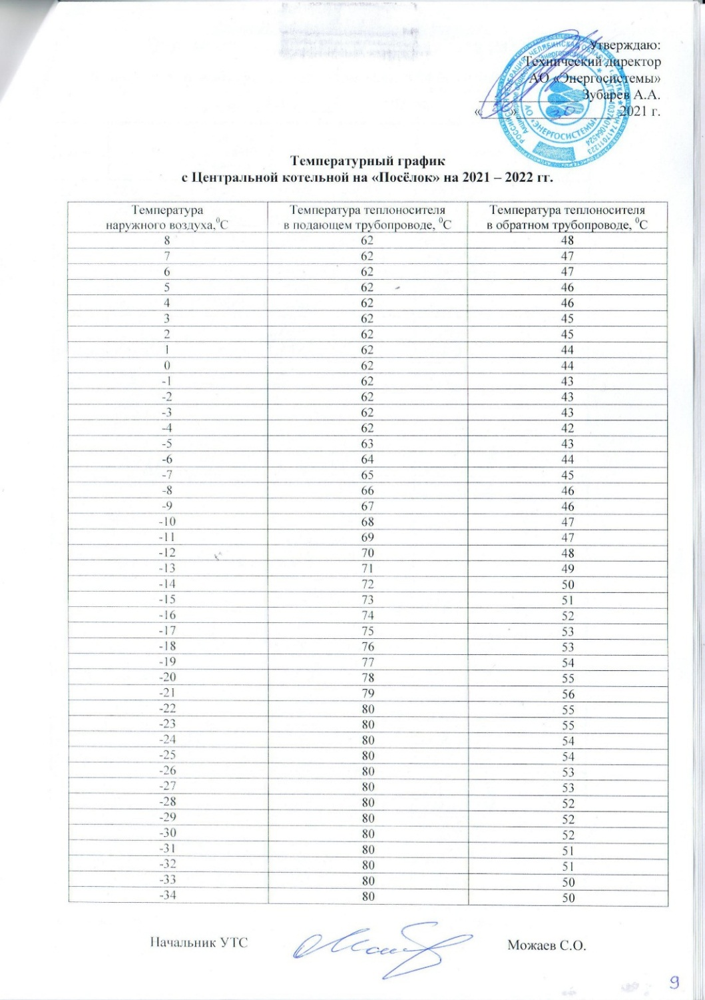 Утверждаю:
Технический директор
АО «Энергосистемы»
Зубарев А.А.
« » 2021 г.
АО «ЭНЕРГОСИСТЕМЫ»
Температурный график
с Центральной котельной на «Посёлок» на 2021 – 2022 гг.
Температура наружного воздуха,⁰С Температура теплоносителя в подающем трубопроводе, ⁰С Температура теплоносителя в обратном трубопроводе, ⁰С
8 62 48
7 62 47
6 62 47
5 62 46
4 62 46
3 62 45
2 62 45
1 62 44
0 62 44
-1 62 43
-2 62 43
-3 62 43
-4 62 42
-5 63 43
-6 64 44
-7 65 45
-8 66 46
-9 67 46
-10 68 47
-11 69 47
-12 70 48
-13 71 49
-14 72 50
-15 73 51
-16 74 52
-17 75 53
-18 76 53
-19 77 54
-20 78 55
-21 79 56
-22 80 55
-23 80 55
-24 80 54
-25 80 54
-26 80 53
-27 80 53
-28 80 52
-29 80 52
-30 80 52
-31 80 51
-32 80 51
-33 80 50
-34 80 50
Начальник УТС Можаев С.О.
9